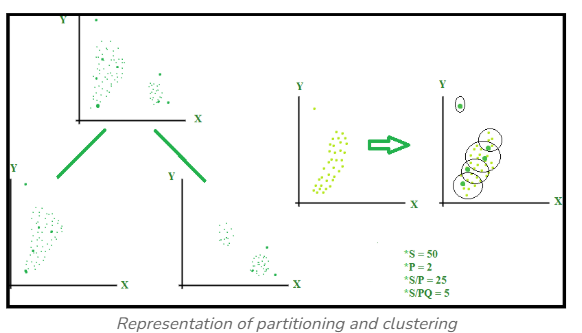 Y
X
Y
X
Y
X
Y
X
Y
X
*S = 50
*P = 2
*S/P = 25
*S/PQ = 5
Representation of partitioning and clustering